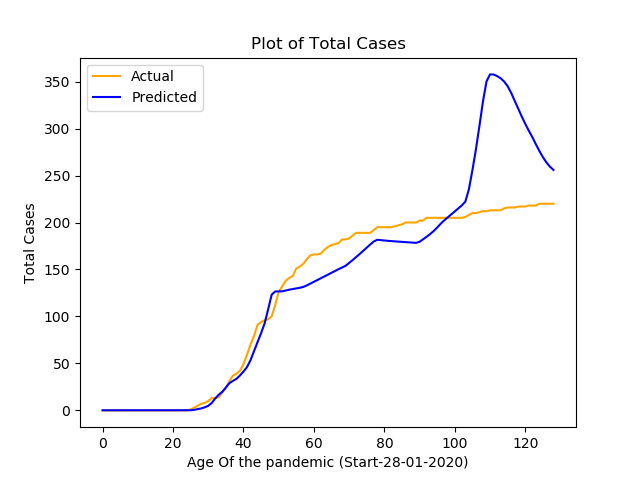 Plot of Total Cases
Actual
Predicted
350
300
250
200
150
100
50
0
Total Cases
0 20 40 60 80 100 120
Age Of the pandemic (Start-28-01-2020)